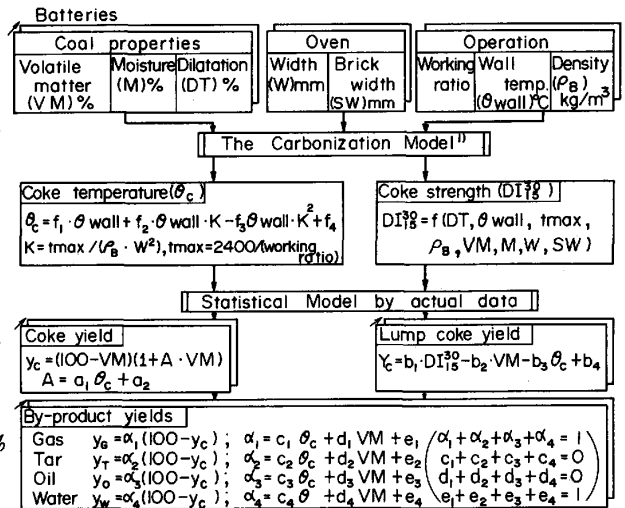 Batteries
Coal properties
Volatile matter (VM)% Moisture (M)% Dilatation (DT)%
Oven
Width (W)mm Brick width (SW)mm
Operation
Working ratio Wall temp. (θwall)℃ Density (ρB) kg/m³
The Carbonization Model¹⁾
Coke temperature(θc)
θc = f₁·θwall + f₂·θwall·K − f₃θwall·K² + f₄
K = tmax/(ρB·W²), tmax = 2400/(working ratio)
Coke strength (DI³⁰₁₅)
DI³⁰₁₅ = f(DT, θwall, tmax,
ρB, VM, M, W, SW)
Statistical Model by actual data
Coke yield
yc = (100−VM)(1+A·VM)
A = a₁θc + a₂
Lump coke yield
Yc = b₁·DI³⁰₁₅ − b₂·VM − b₃θc + b₄
By-product yields
Gas yG = α₁(100−yc) ; α₁ = c₁ θc + d₁ VM + e₁ (α₁+α₂+α₃+α₄ = 1
Tar yT = α₂(100−yc) ; α₂ = c₂ θc + d₂ VM + e₂ c₁+c₂+c₃+c₄ = 0
Oil yo = α₃(100−yc) ; α₃ = c₃ θc + d₃ VM + e₃ d₁+d₂+d₃+d₄ = 0
Water yw = α₄(100−yc) ; α₄ = c₄ θ + d₄ VM + e₄ e₁+e₂+e₃+e₄ = 1)